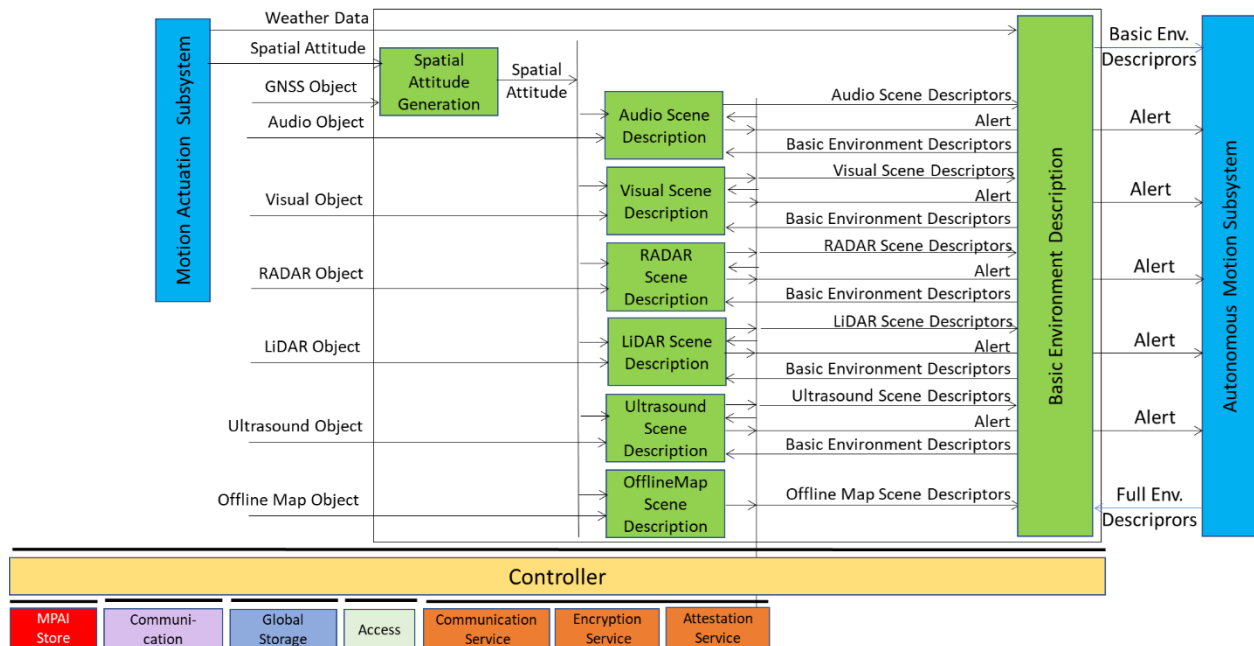 Motion Actuation Subsystem
Weather Data
Spatial Attitude
GNSS Object
Audio Object
Visual Object
RADAR Object
LiDAR Object
Ultrasound Object
Offline Map Object
Spatial
Attitude
Generation
Spatial
Attitude
Audio Scene
Description
Visual Scene
Description
RADAR
Scene
Description
LiDAR Scene
Description
Ultrasound
Scene
Description
OfflineMap
Scene
Description
Audio Scene Descriptors
Alert
Basic Environment Descriptors
Visual Scene Descriptors
Alert
Basic Environment Descriptors
RADAR Scene Descriptors
Alert
Basic Environment Descriptors
LiDAR Scene Descriptors
Alert
Basic Environment Descriptors
Ultrasound Scene Descriptors
Alert
Basic Environment Descriptors
Offline Map Scene Descriptors
Basic Environment Description
Basic Env.
Descriprors
Alert
Alert
Alert
Alert
Alert
Full Env.
Descriprors
Autonomous Motion Subsystem
Controller
MPAI
Store
Communi-
cation
Global
Storage
Access
Communication
Service
Encryption
Service
Attestation
Service